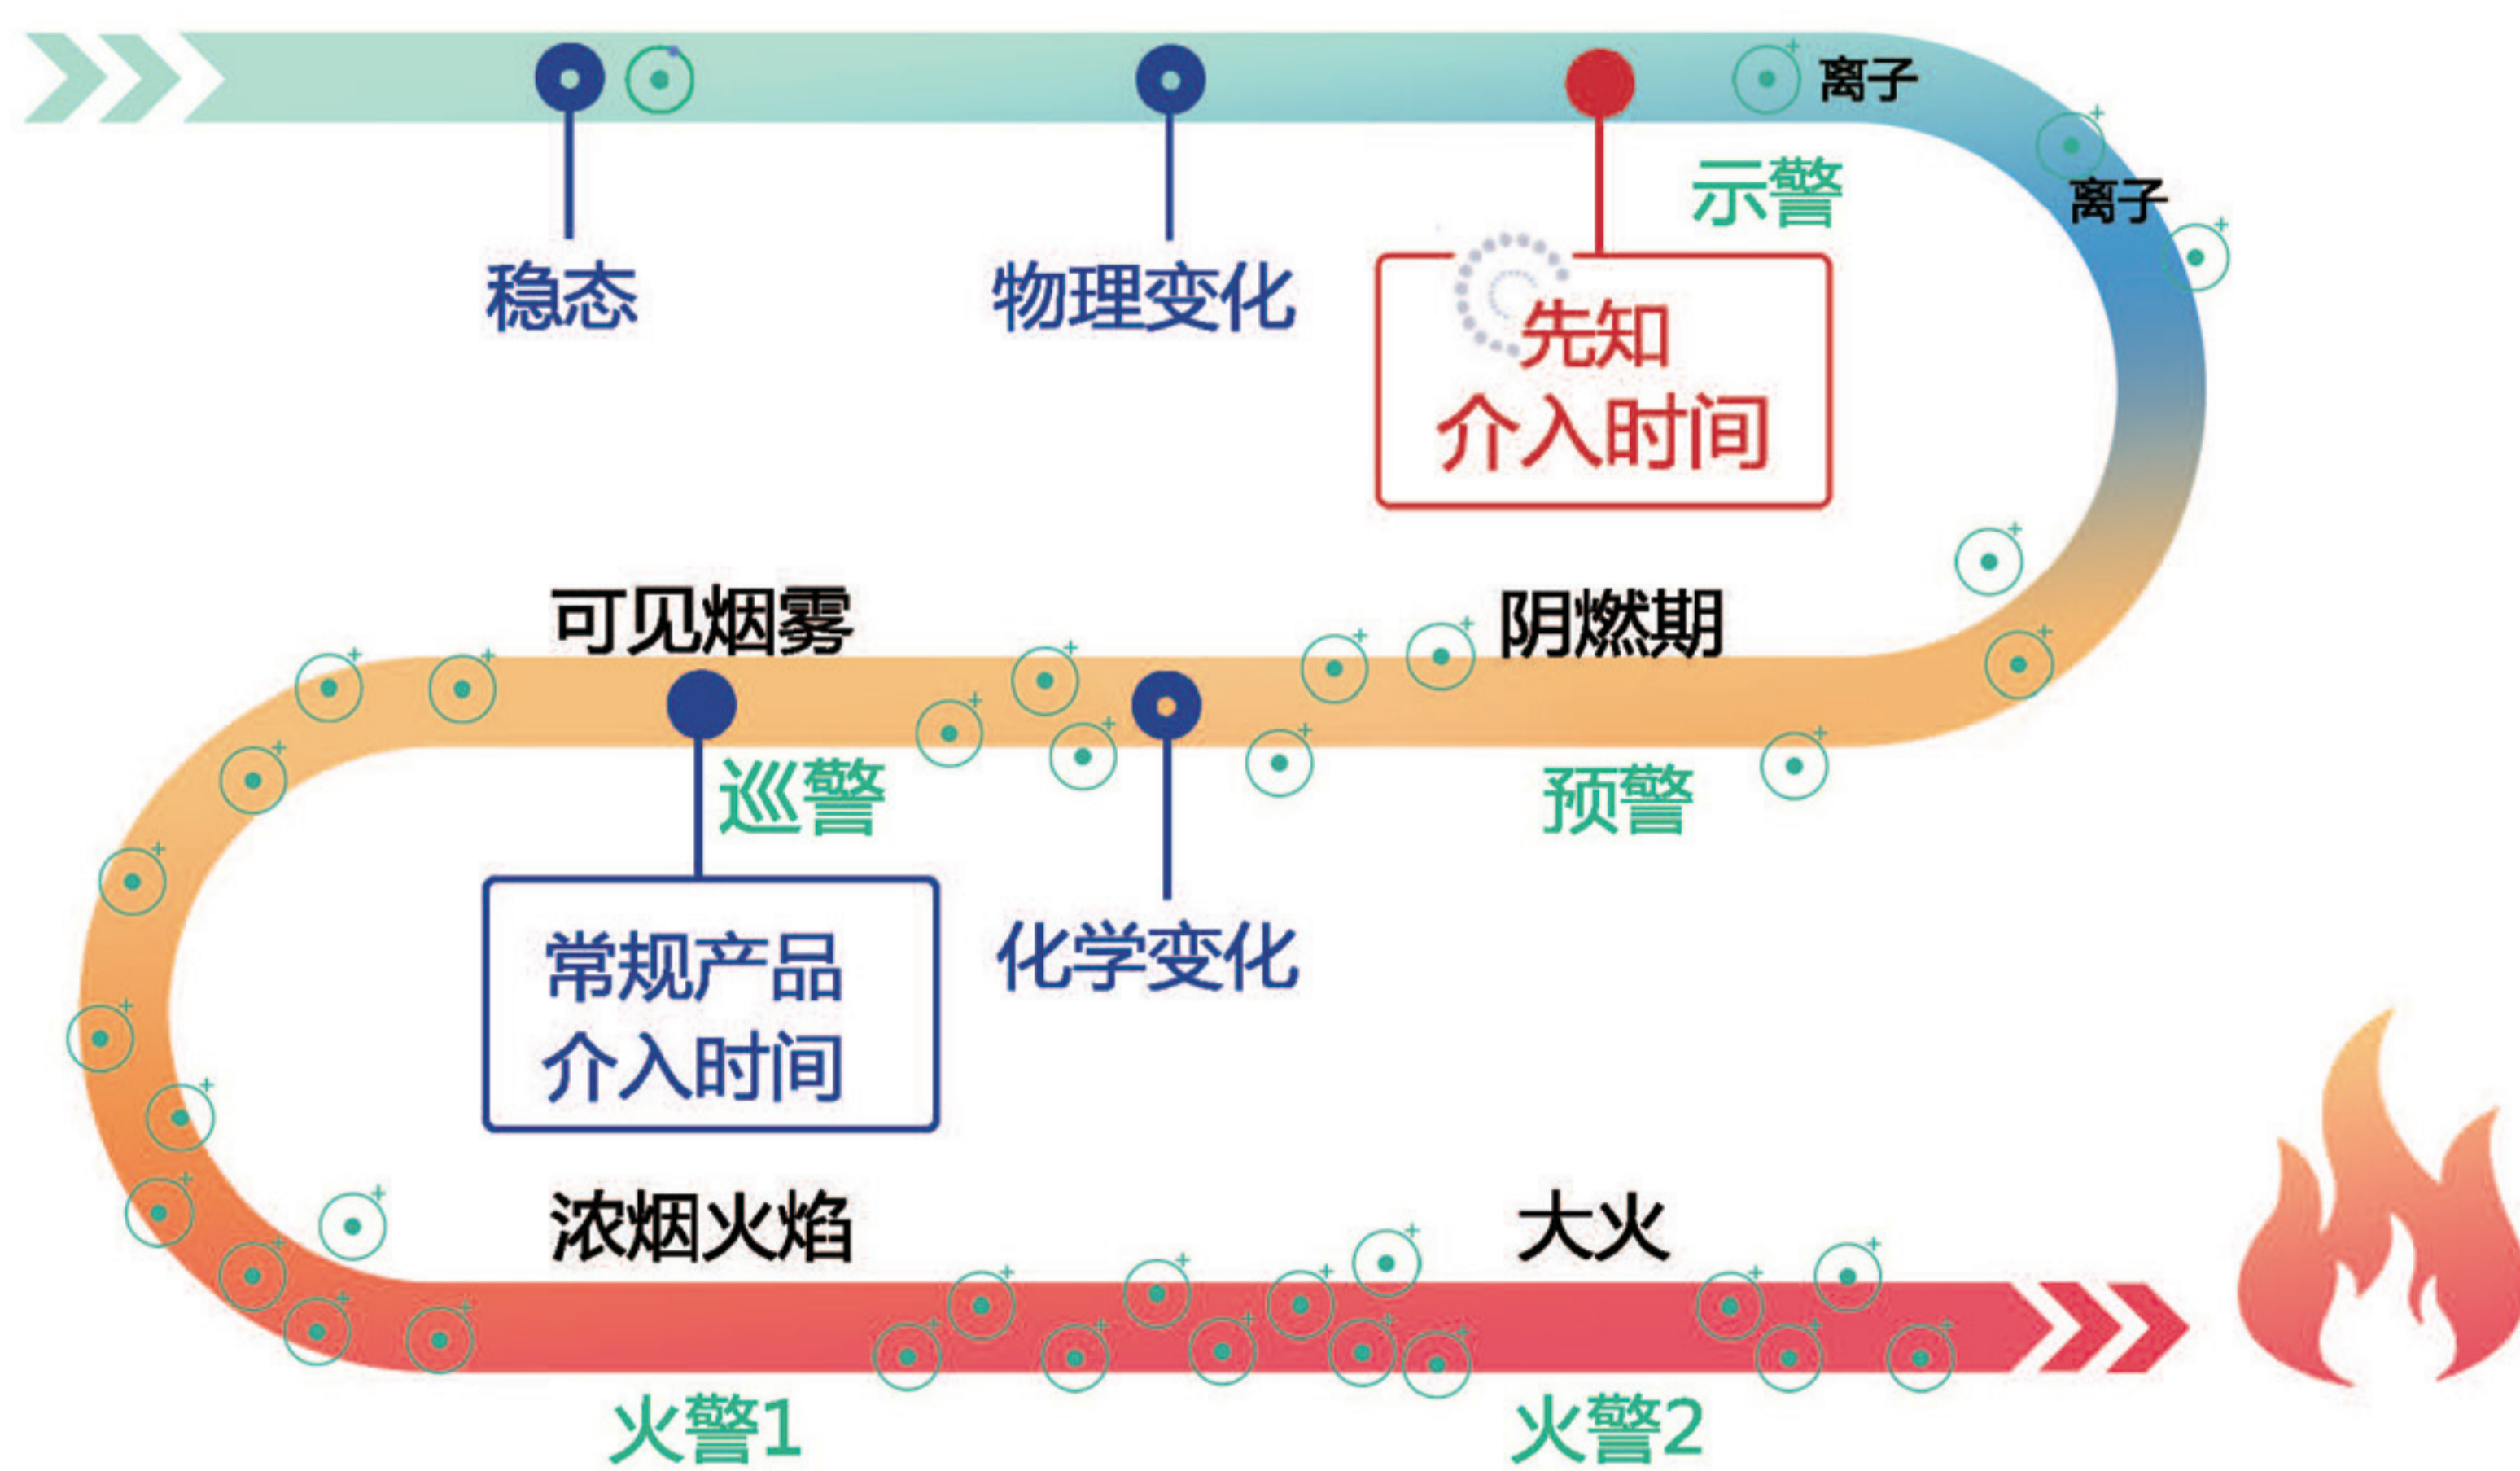 离子
离子
示警
稳态
物理变化
先知
介入时间
可见烟雾
阴燃期
巡警
预警
常规产品
介入时间
化学变化
浓烟火焰
大火
火警1
火警2